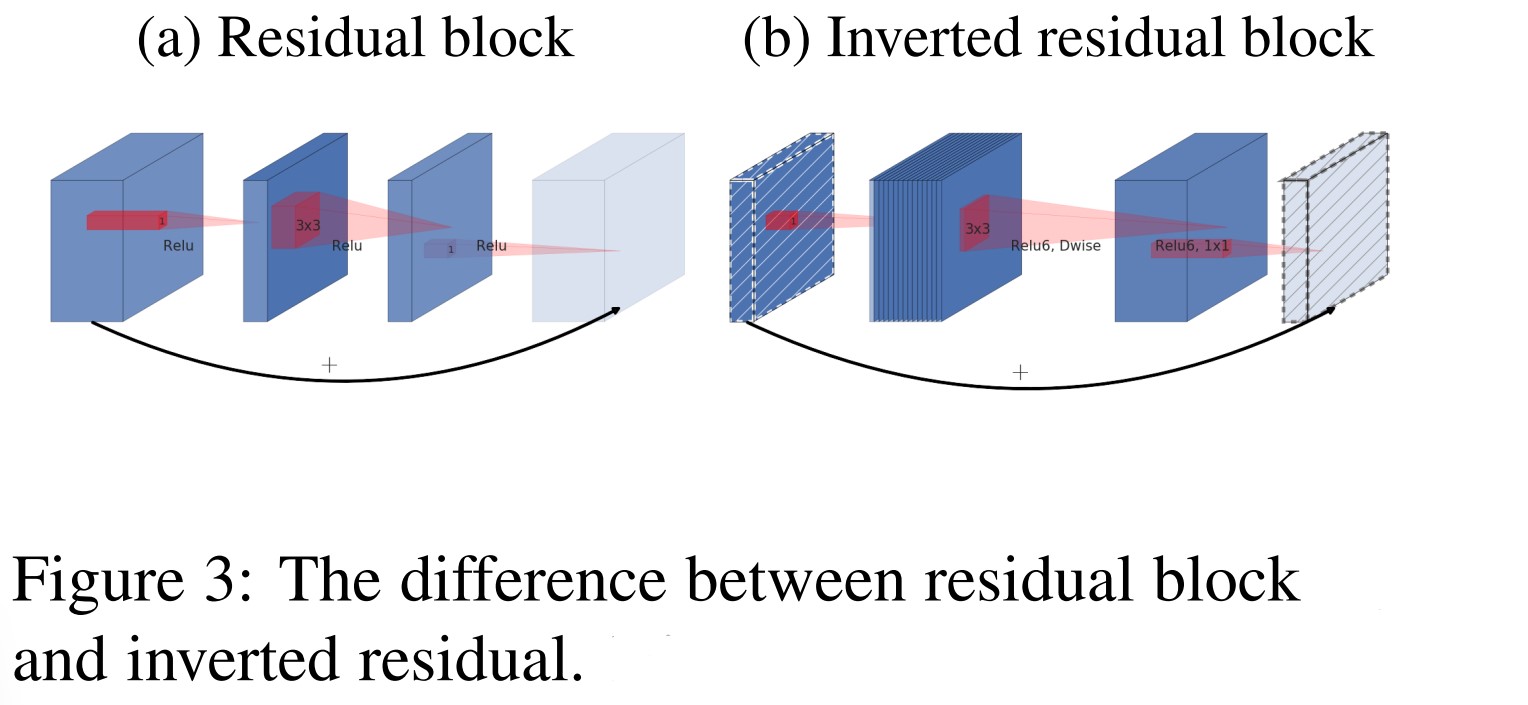 (a) Residual block
(b) Inverted residual block
1
Relu
3x3
Relu
1
Relu
+
1
3x3
Relu6, Dwise
Relu6, 1x1
+
Figure 3: The difference between residual block
and inverted residual.